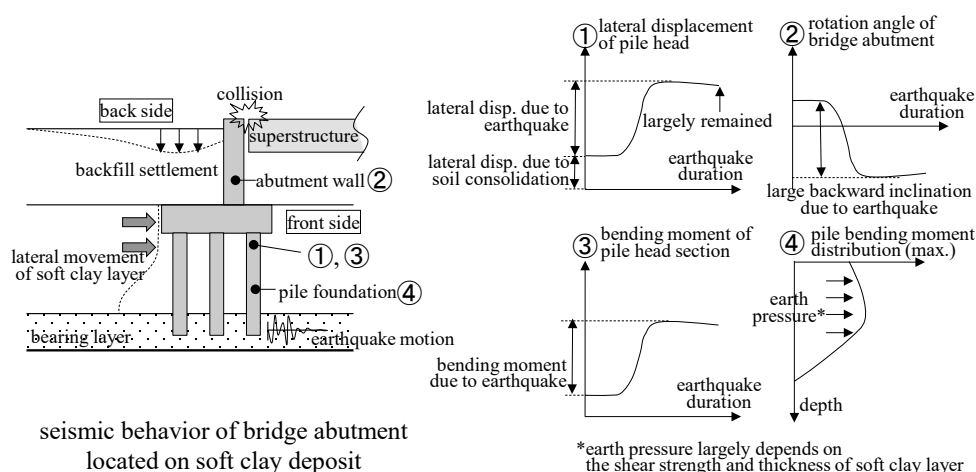 collision
back side
superstructure
backfill settlement
abutment wall ②
front side
lateral movement
of soft clay layer
①, ③
pile foundation ④
bearing layer
earthquake motion
seismic behavior of bridge abutment
located on soft clay deposit
① lateral displacement
of pile head
lateral disp. due to
earthquake
largely remained
lateral disp. due to
soil consolidation
earthquake
duration
② rotation angle of
bridge abutment
earthquake
duration
large backward inclination
due to earthquake
③ bending moment of
pile head section
bending moment
due to earthquake
earthquake
duration
④ pile bending moment
distribution (max.)
earth
pressure*
depth
*earth pressure largely depends on
the shear strength and thickness of soft clay layer